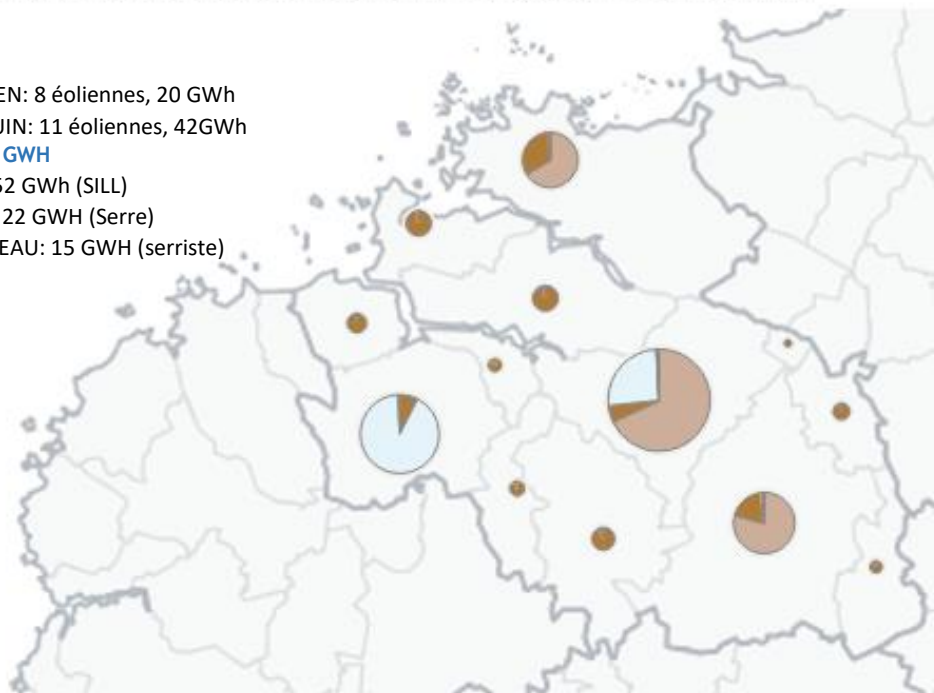 EN: 8 éoliennes, 20 GWh
UIN: 11 éoliennes, 42GWh
GWH
52 GWh (SILL)
22 GWH (Serre)
EAU: 15 GWH (serriste)